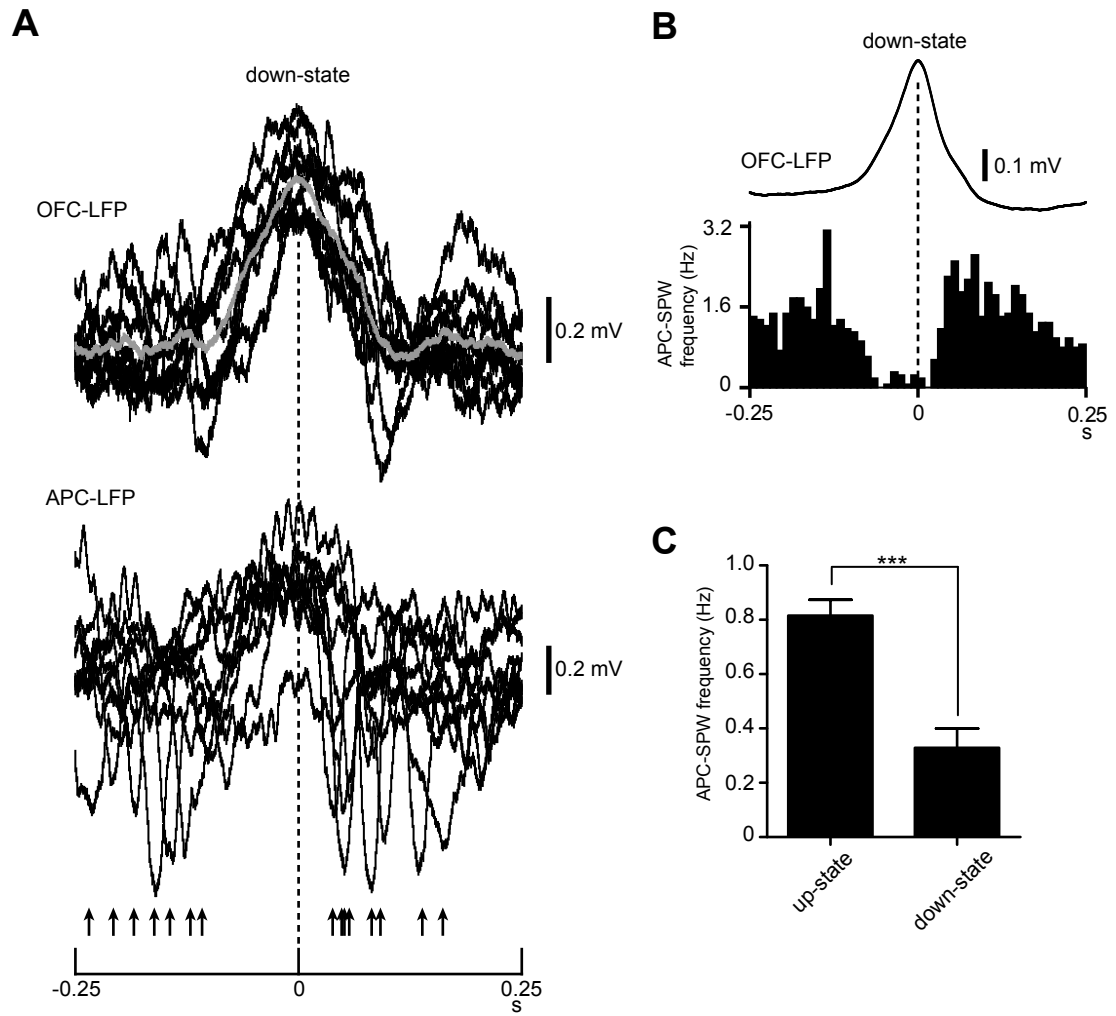 A
down-state
OFC-LFP
0.2 mV
APC-LFP
0.2 mV
-0.25
0
0.25
s
B
down-state
OFC-LFP
0.1 mV
APC-SPW
frequency (Hz)
3.2
1.6
0
-0.25
0
0.25
s
C
***
APC-SPW frequency (Hz)
1.0
0.8
0.6
0.4
0.2
0
up-state
down-state